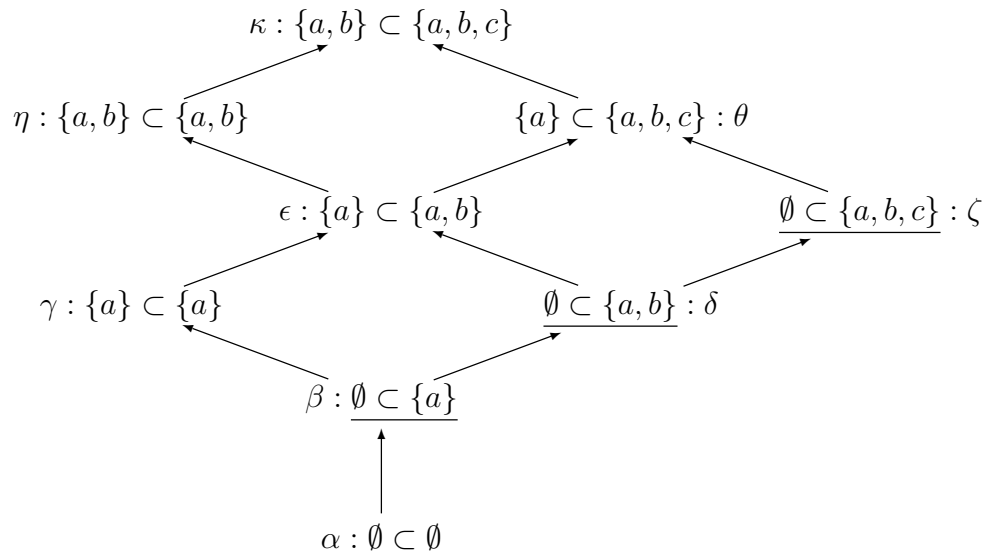 κ : {a, b} ⊂ {a, b, c}
η : {a, b} ⊂ {a, b} {a} ⊂ {a, b, c} : θ
ϵ : {a} ⊂ {a, b} ∅ ⊂ {a, b, c} : ζ
γ : {a} ⊂ {a} ∅ ⊂ {a, b} : δ
β : ∅ ⊂ {a}
α : ∅ ⊂ ∅